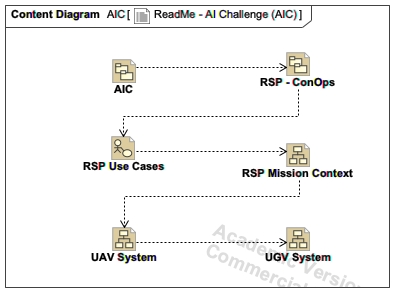 Content Diagram AIC[ ReadMe - AI Challenge (AIC) ]
AIC
RSP - ConOps
RSP Use Cases
RSP Mission Context
UAV System
UGV System
Academic Version
Commercial